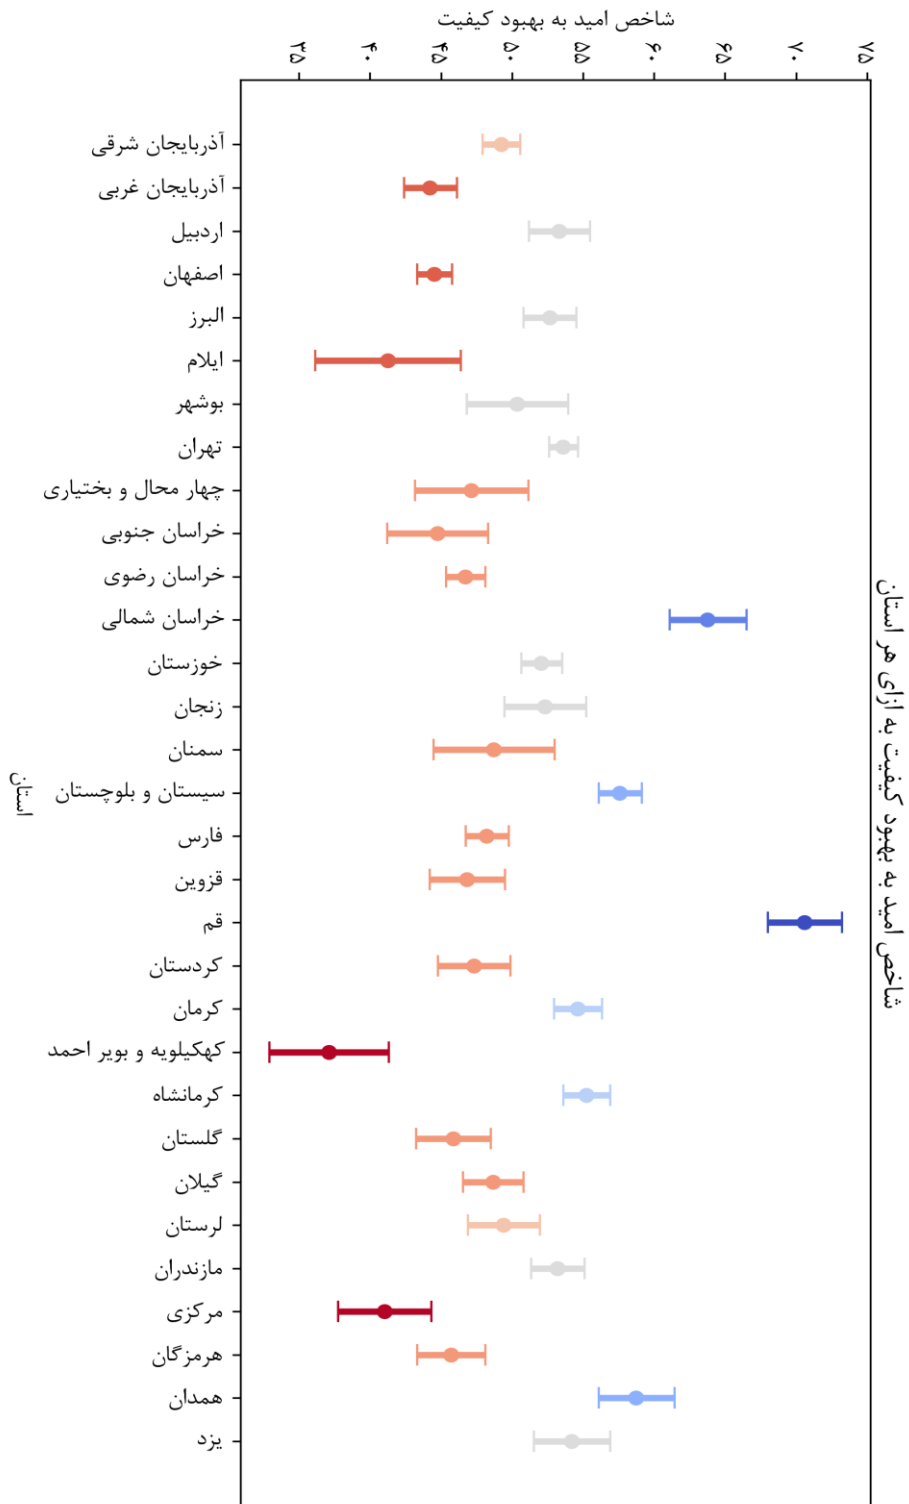 شاخص امید به بهبود کیفیت
۳۵
۴۰
۴۵
۵۰
۵۵
۶۰
۶۵
۷۰
۷۵
آذربایجان شرقی
آذربایجان غربی
اردبیل
اصفهان
البرز
ایلام
بوشهر
تهران
چهار محال و بختیاری
خراسان جنوبی
خراسان رضوی
خراسان شمالی
خوزستان
زنجان
سمنان
سیستان و بلوچستان
فارس
قزوین
قم
کردستان
کرمان
کهکیلویه و بویر احمد
کرمانشاه
گلستان
گیلان
لرستان
مازندران
مرکزی
هرمزگان
همدان
یزد
استان
شاخص امید به بهبود کیفیت به ازای هر استان